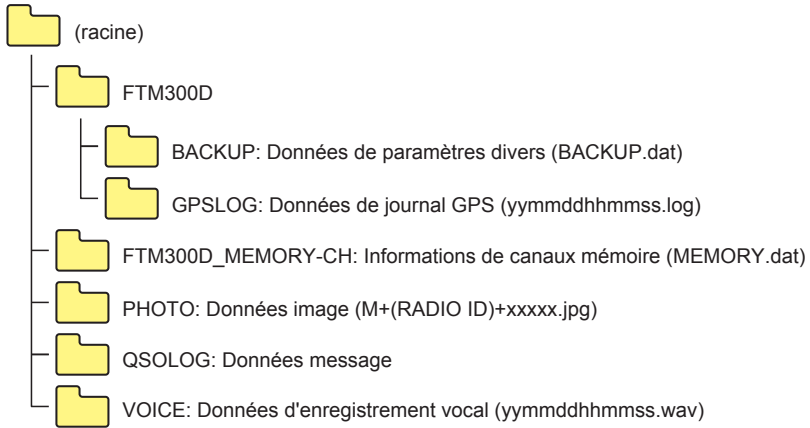 (racine)
FTM300D
BACKUP: Données de paramètres divers (BACKUP.dat)
GPSLOG: Données de journal GPS (yymmddhhmmss.log)
FTM300D_MEMORY-CH: Informations de canaux mémoire (MEMORY.dat)
PHOTO: Données image (M+(RADIO ID)+xxxxx.jpg)
QSOLOG: Données message
VOICE: Données d'enregistrement vocal (yymmddhhmmss.wav)